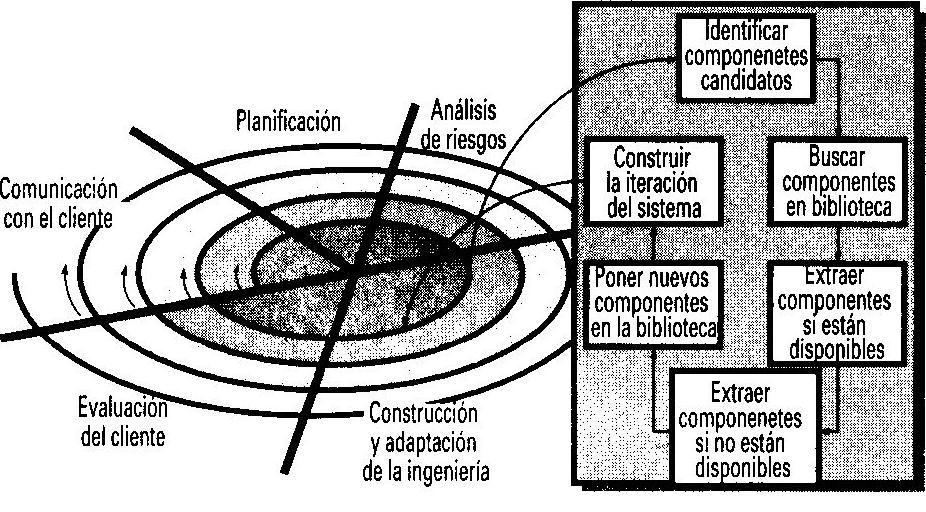 Planificación
Análisis
de riesgos
Comunicación
con el cliente
Evaluación
del cliente
Construcción
y adaptación
de la ingeniería
Identificar
componenetes
candidatos
Buscar
componentes
en biblioteca
Extraer
componentes
si están
disponibles
Extraer
componenetes
si no están
disponibles
Poner nuevos
componentes
en la biblioteca
Construir
la iteración
del sistema